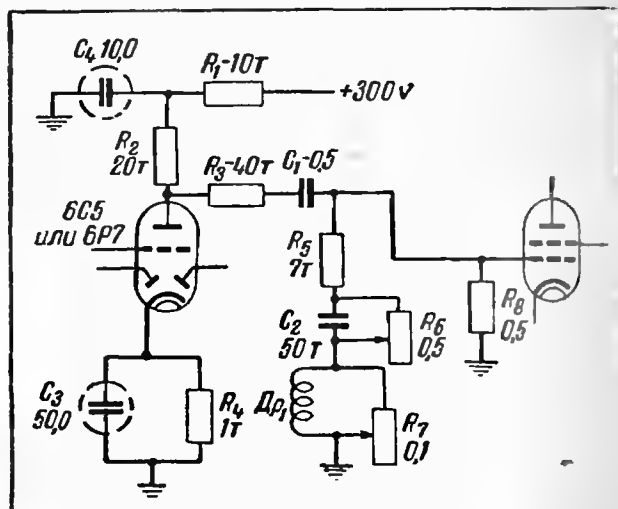 C₄ 10,0
R₁-10т
+300v
R₂
20т
R₃-40т
C₁-0,5
6С5
или 6Р7
R₅
7т
C₂
50т
R₆
0,5
R₈
0,5
C₃
50,0
R₄
1т
Др₁
R₇
0,1